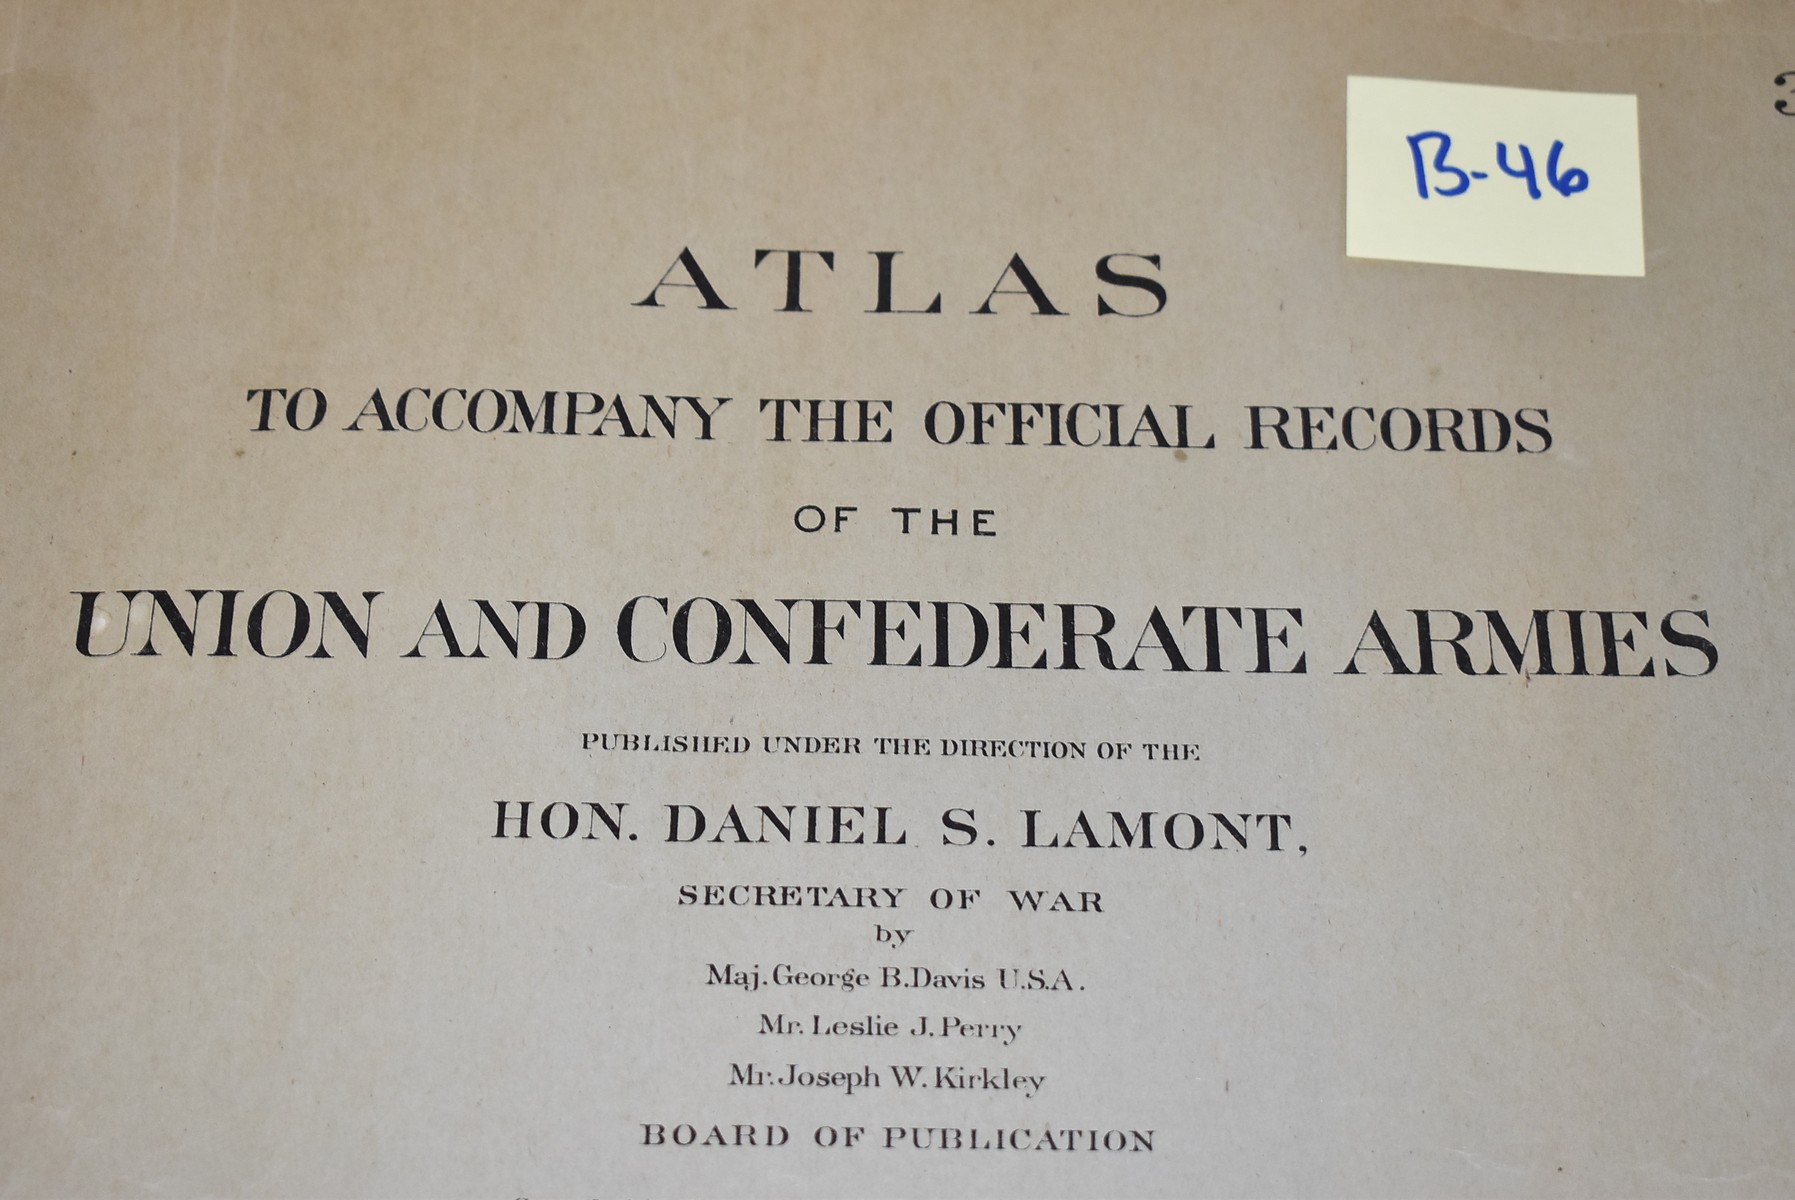 B-46
ATLAS
TO ACCOMPANY THE OFFICIAL RECORDS
OF THE
UNION AND CONFEDERATE ARMIES
PUBLISHED UNDER THE DIRECTION OF THE
HON. DANIEL S. LAMONT,
SECRETARY OF WAR
by
Maj. George B. Davis U.S.A.
Mr. Leslie J. Perry
Mr. Joseph W. Kirkley
BOARD OF PUBLICATION